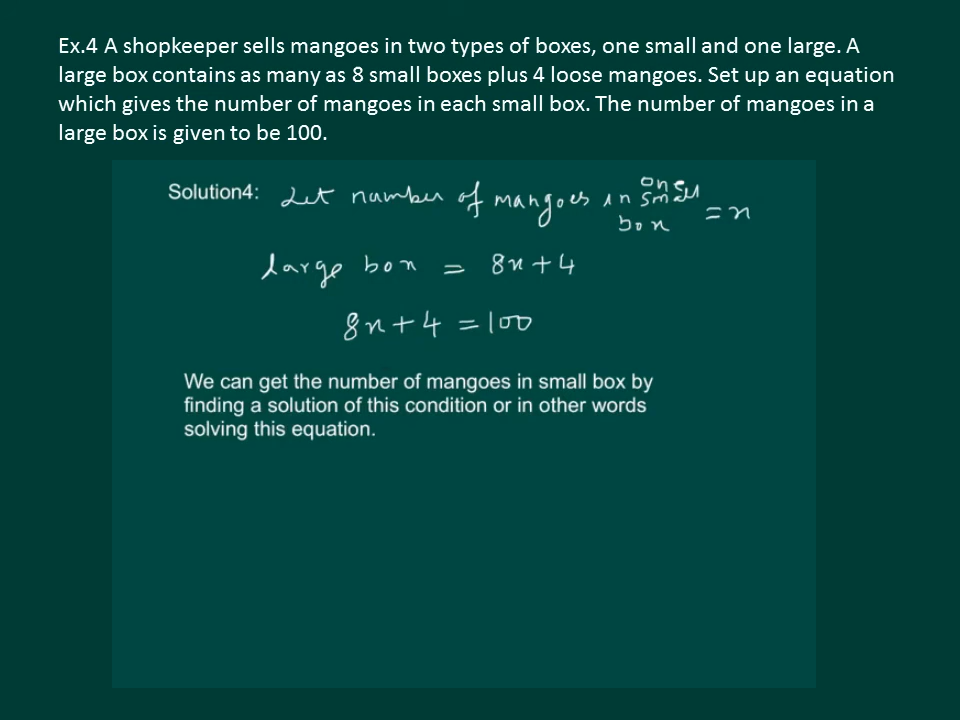 Ex.4 A shopkeeper sells mangoes in two types of boxes, one small and one large. A
large box contains as many as 8 small boxes plus 4 loose mangoes. Set up an equation
which gives the number of mangoes in each small box. The number of mangoes in a
large box is given to be 100.
Solution4: Let number of mangoes in one small box = x
large box = 8x + 4
8x + 4 = 100
We can get the number of mangoes in small box by
finding a solution of this condition or in other words
solving this equation.